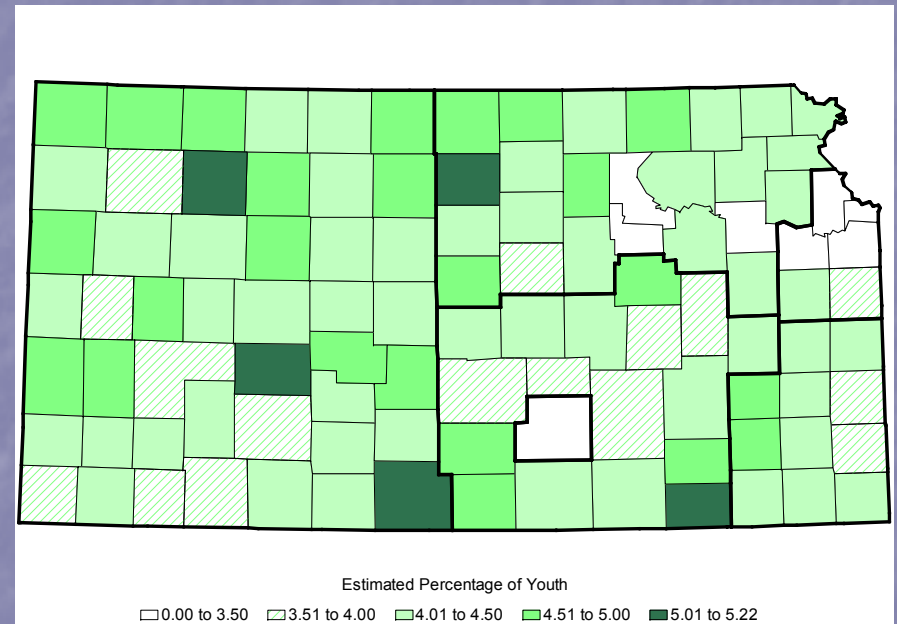 Estimated Percentage of Youth
0.00 to 3.50 3.51 to 4.00 4.01 to 4.50 4.51 to 5.00 5.01 to 5.22